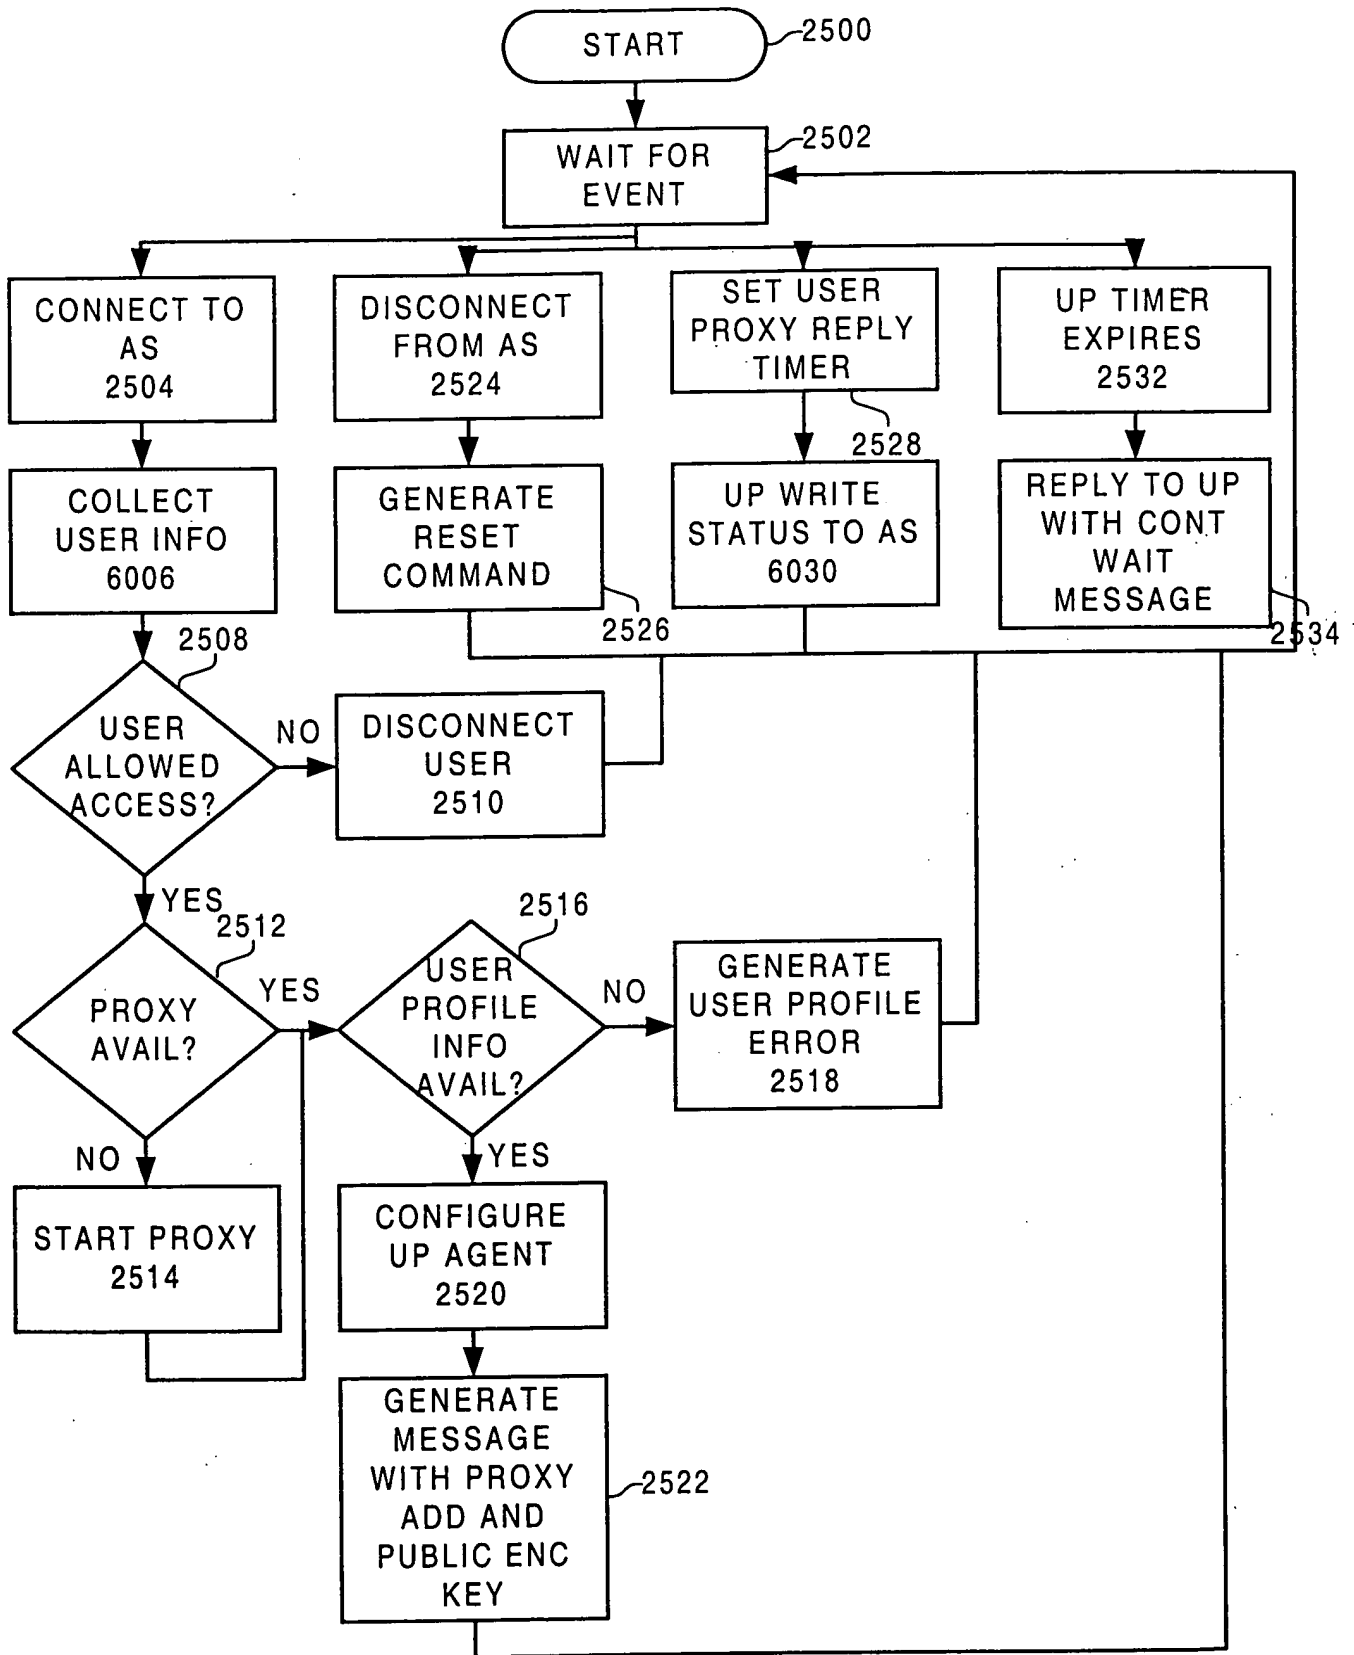 START
2500
WAIT FOR
EVENT
2502
CONNECT TO
AS
2504
DISCONNECT
FROM AS
2524
SET USER
PROXY REPLY
TIMER
2528
UP TIMER
EXPIRES
2532
COLLECT
USER INFO
6006
GENERATE
RESET
COMMAND
2526
UP WRITE
STATUS TO AS
6030
REPLY TO UP
WITH CONT
WAIT
MESSAGE
2534
2508
USER
ALLOWED
ACCESS?
NO
DISCONNECT
USER
2510
YES
2512
PROXY
AVAIL?
YES
2516
USER
PROFILE
INFO
AVAIL?
NO
GENERATE
USER PROFILE
ERROR
2518
NO
START PROXY
2514
YES
CONFIGURE
UP AGENT
2520
GENERATE
MESSAGE
WITH PROXY
ADD AND
PUBLIC ENC
KEY
2522